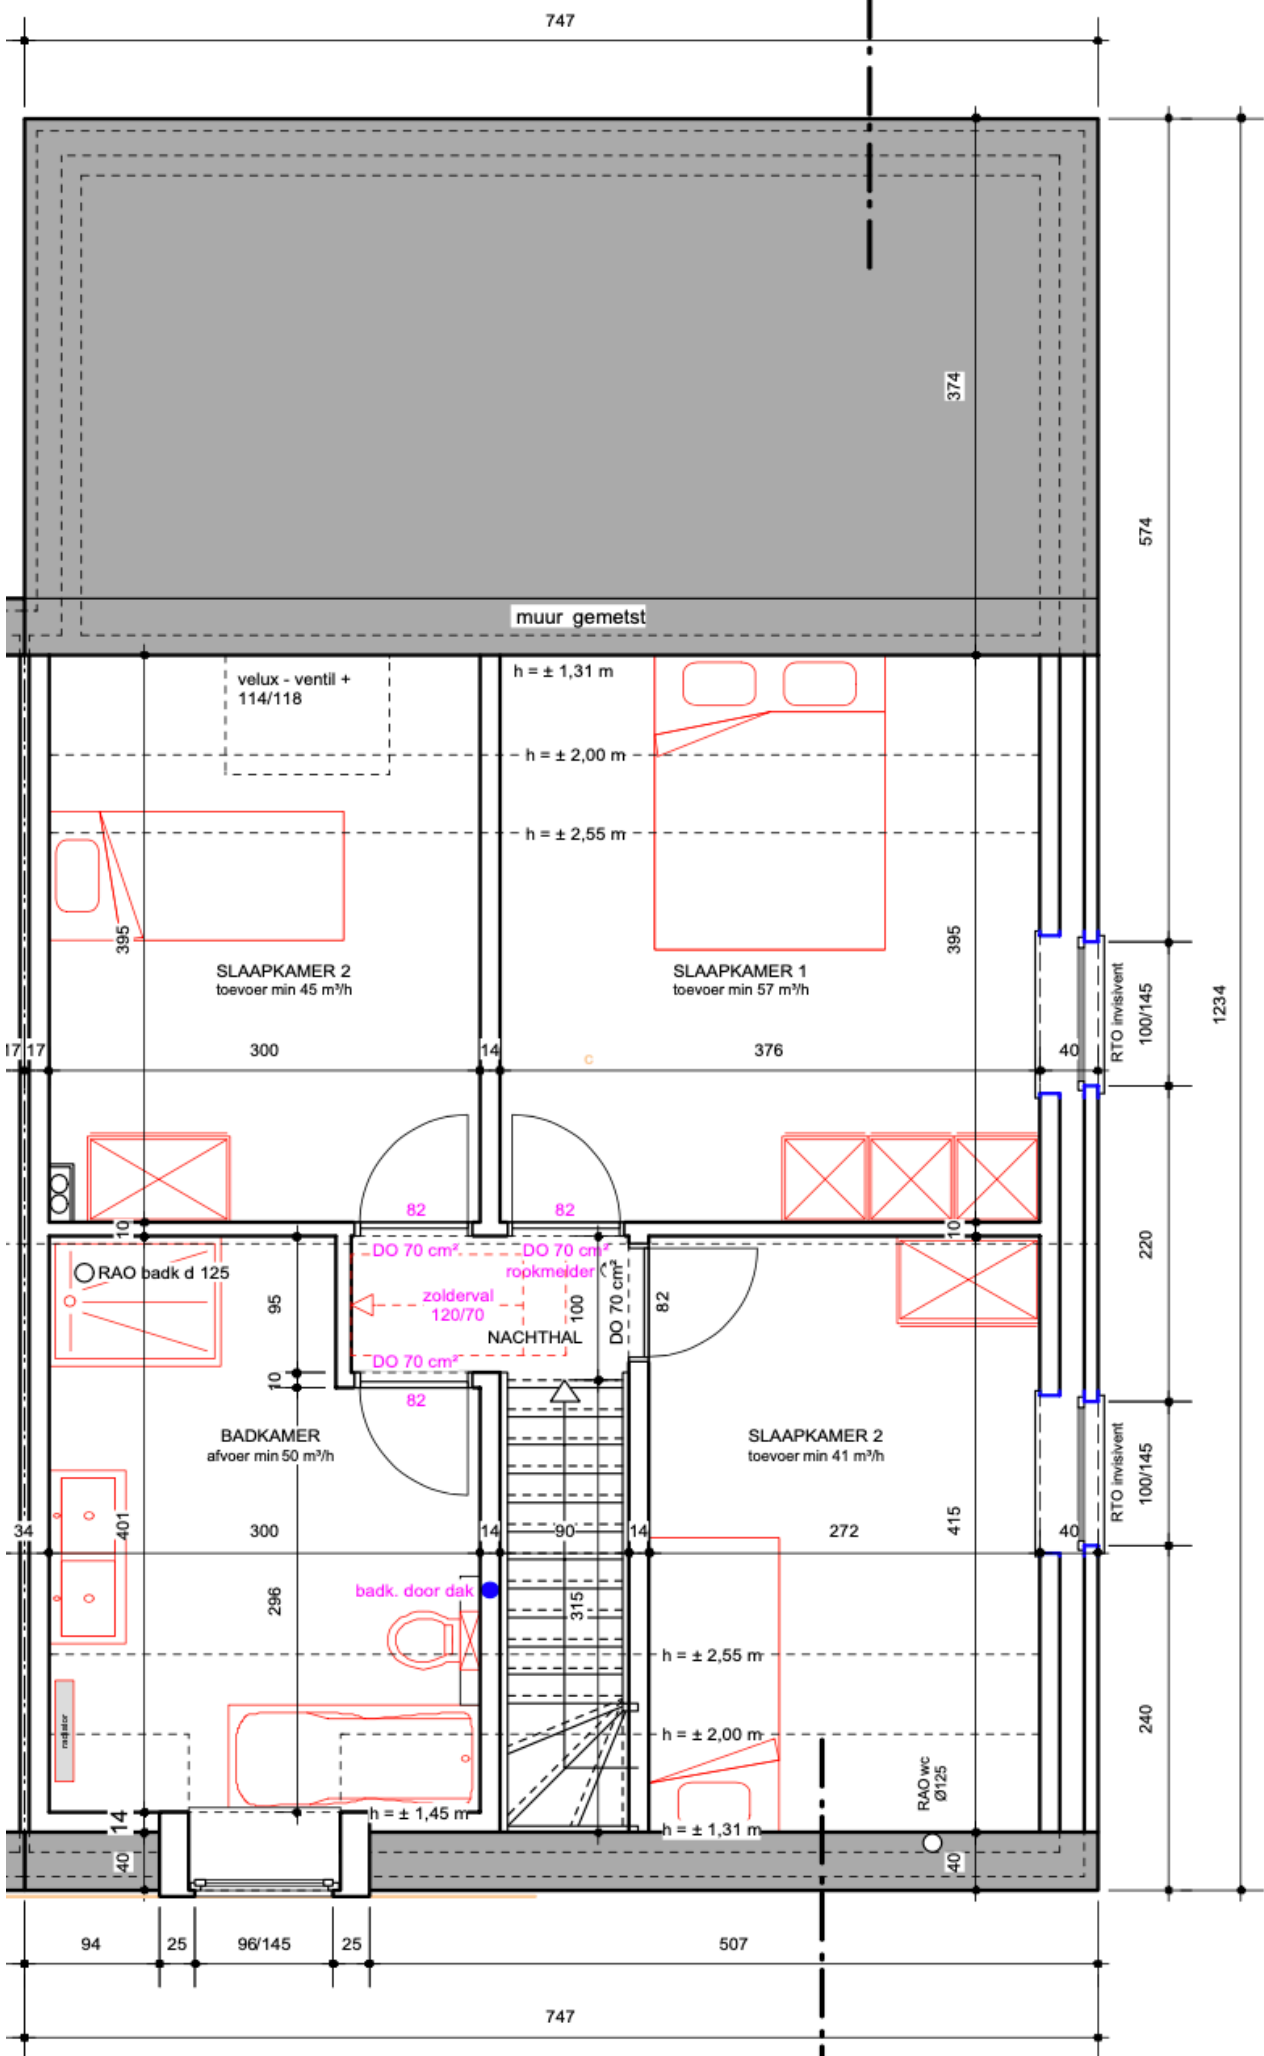 747
374
574
muur gemetst
velux - ventil +
114/118
h = ± 1,31 m
h = ± 2,00 m
h = ± 2,55 m
395
395
SLAAPKAMER 2
toevoer min 45 m³/h
SLAAPKAMER 1
toevoer min 57 m³/h
RTO invisivent
100/145
1234
17 17
300
14
c
376
40
82
82
10
10
DO 70 cm²
DO 70 cm²
rookmelder
DO 70 cm²
82
220
RAO badk d 125
95
zolderval
120/70
100
NACHTHAL
DO 70 cm²
82
10
BADKAMER
afvoer min 50 m³/h
SLAAPKAMER 2
toevoer min 41 m³/h
RTO invisivent
100/145
34
401
300
14
90
14
272
415
40
badk. door dak
296
315
h = ± 2,55 m
h = ± 2,00 m
240
radiator
RAO wc
Ø125
h = ± 1,45 m
h = ± 1,31 m
14
40
40
94
25
96/145
25
507
747